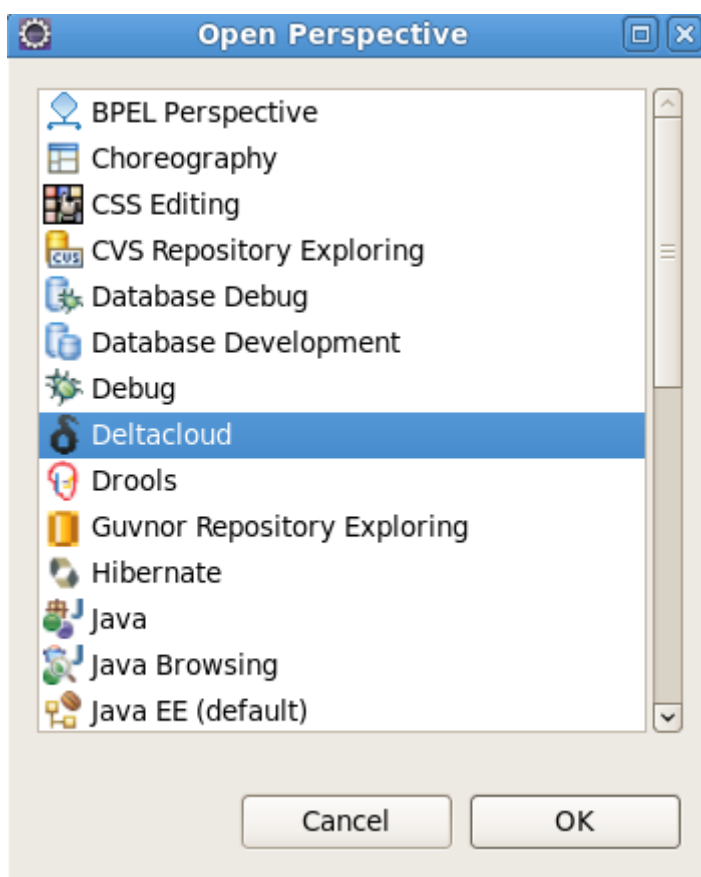 Open Perspective
BPEL Perspective
Choreography
CSS Editing
CVS Repository Exploring
Database Debug
Database Development
Debug
Deltacloud
Drools
Guvnor Repository Exploring
Hibernate
Java
Java Browsing
Java EE (default)
Cancel OK